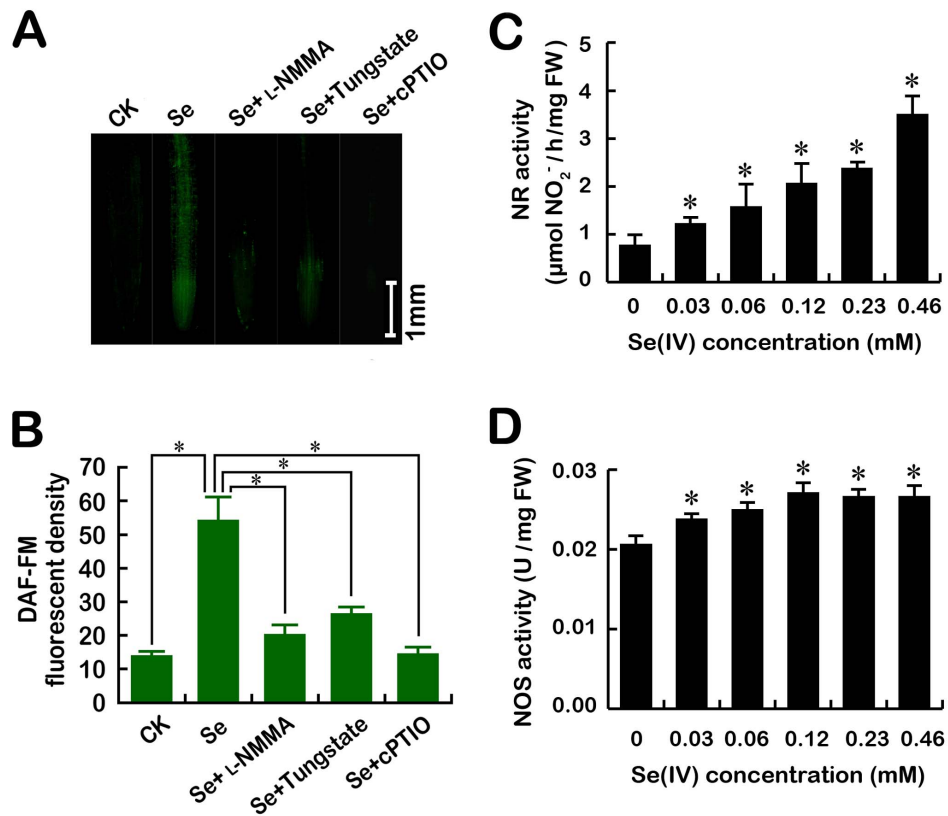 A
CK
Se
Se+ L-NMMA
Se+Tungstate
Se+cPTIO
1mm
B
DAF-FM
fluorescent density
70
60
50
40
30
20
10
0
*
*
*
*
CK
Se
Se+ L-NMMA
Se+Tungstate
Se+cPTIO
C
NR activity
(μmol NO₂⁻/ h /mg FW)
5
4
3
2
1
0
* * * * *
0 0.03 0.06 0.12 0.23 0.46
Se(IV) concentration (mM)
D
NOS activity (U / mg FW)
0.03
0.02
0.01
0.00
* * * * *
0 0.03 0.06 0.12 0.23 0.46
Se(IV) concentration (mM)